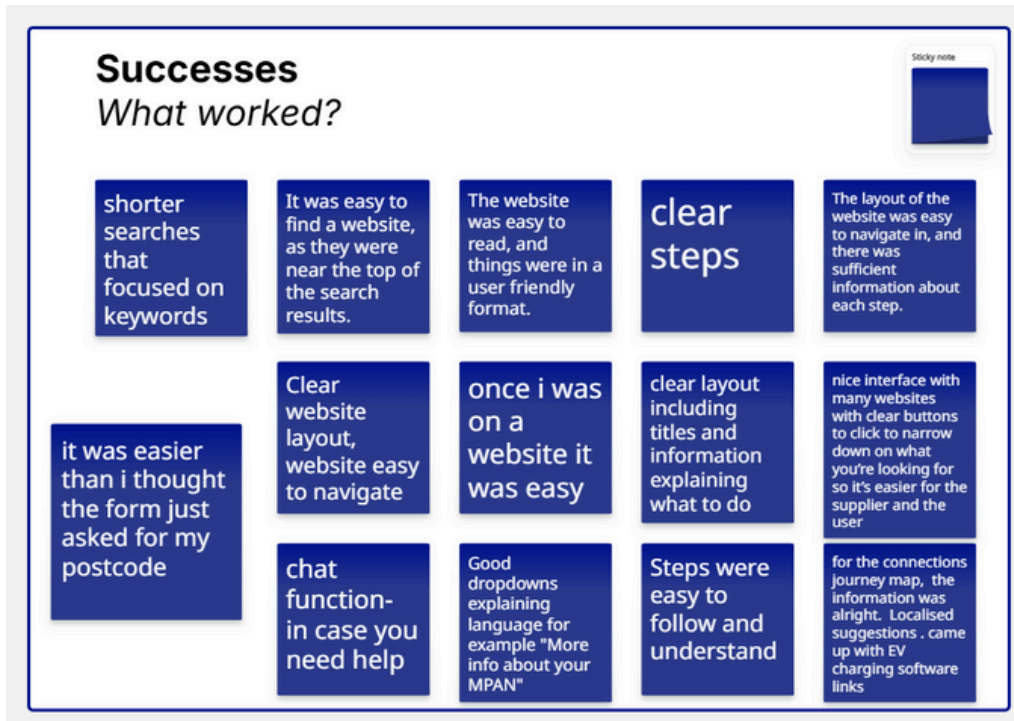 Successes
What worked?
Sticky note
shorter
searches
that
focused on
keywords
It was easy to
find a website,
as they were
near the top of
the search
results.
The website
was easy to
read, and
things were in a
user friendly
format.
clear
steps
The layout of the
website was easy
to navigate in, and
there was
sufficient
information about
each step.
it was easier
than i thought
the form just
asked for my
postcode
Clear
website
layout,
website easy
to navigate
once i was
on a
website it
was easy
clear layout
including
titles and
information
explaining
what to do
nice interface with
many websites
with clear buttons
to click to narrow
down on what
you're looking for
so it's easier for the
supplier and the
user
chat
function-
in case you
need help
Good
dropdowns
explaining
language for
example "More
info about your
MPAN"
Steps were
easy to
follow and
understand
for the connections
journey map, the
information was
alright. Localised
suggestions . came
up with EV
charging software
links